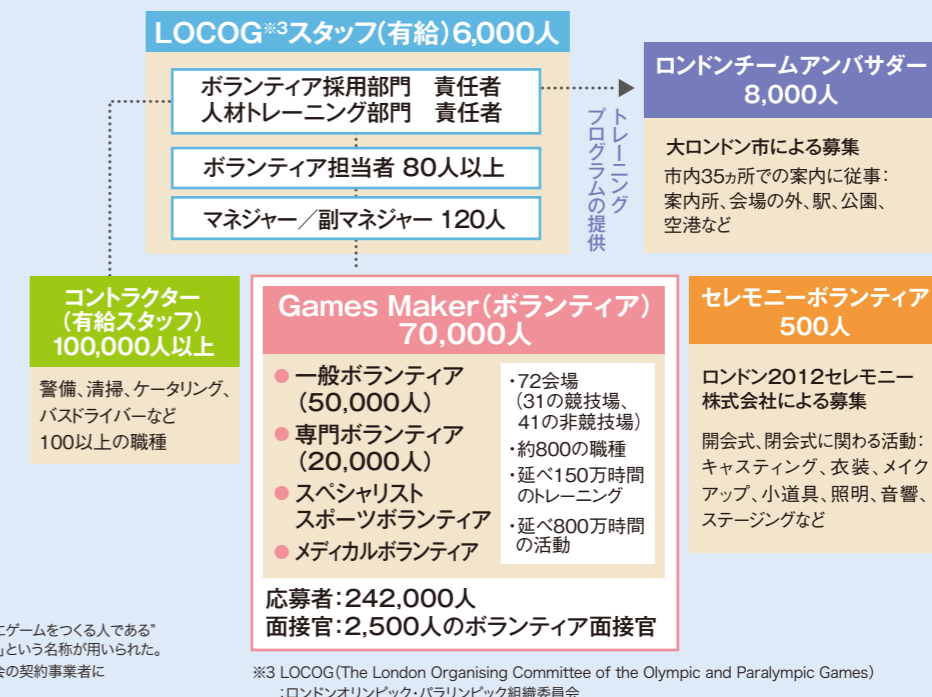 LOCOG※3スタッフ(有給)6,000人
ボランティア採用部門　責任者
人材トレーニング部門　責任者
ボランティア担当者 80人以上
マネジャー／副マネジャー 120人
トレーニング
プログラムの提供
ロンドンチームアンバサダー
8,000人
大ロンドン市による募集
市内35ヵ所での案内に従事：
案内所、会場の外、駅、公園、
空港など
コントラクター
(有給スタッフ)
100,000人以上
警備、清掃、ケータリング、
バスドライバーなど
100以上の職種
Games Maker(ボランティア)
70,000人
● 一般ボランティア
(50,000人)
● 専門ボランティア
(20,000人)
● スペシャリスト
スポーツボランティア
● メディカルボランティア
・72会場
(31の競技場、
41の非競技場)
・約800の職種
・延べ150万時間
のトレーニング
・延べ800万時間
の活動
応募者：242,000人
面接官：2,500人のボランティア面接官
セレモニーボランティア
500人
ロンドン2012セレモニー
株式会社による募集
開会式、閉会式に関わる活動：
キャスティング、衣装、メイク
アップ、小道具、照明、音響、
ステージングなど
にゲームをつくる人である”
」という名称が用いられた。
会の契約事業者に
※3 LOCOG(The London Organising Committee of the Olympic and Paralympic Games)
：ロンドンオリンピック・パラリンピック組織委員会